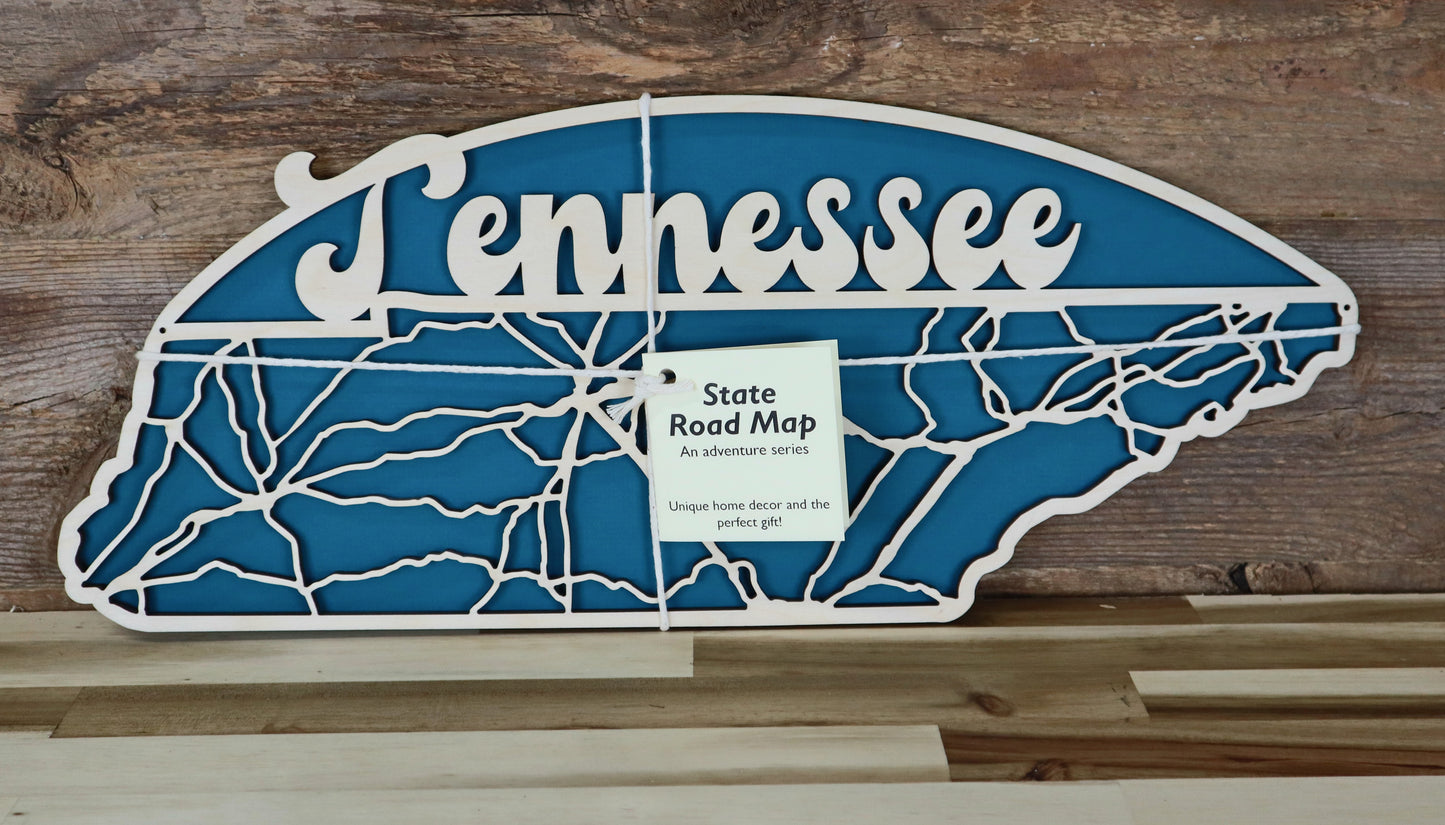 Tennessee
State
Road Map
An adventure series
Unique home decor and the
perfect gift!